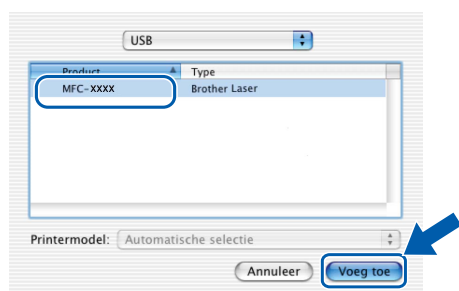 USB
Product Type
MFC-XXXX Brother Laser
Printermodel: Automatische selectie
Annuleer Voeg toe